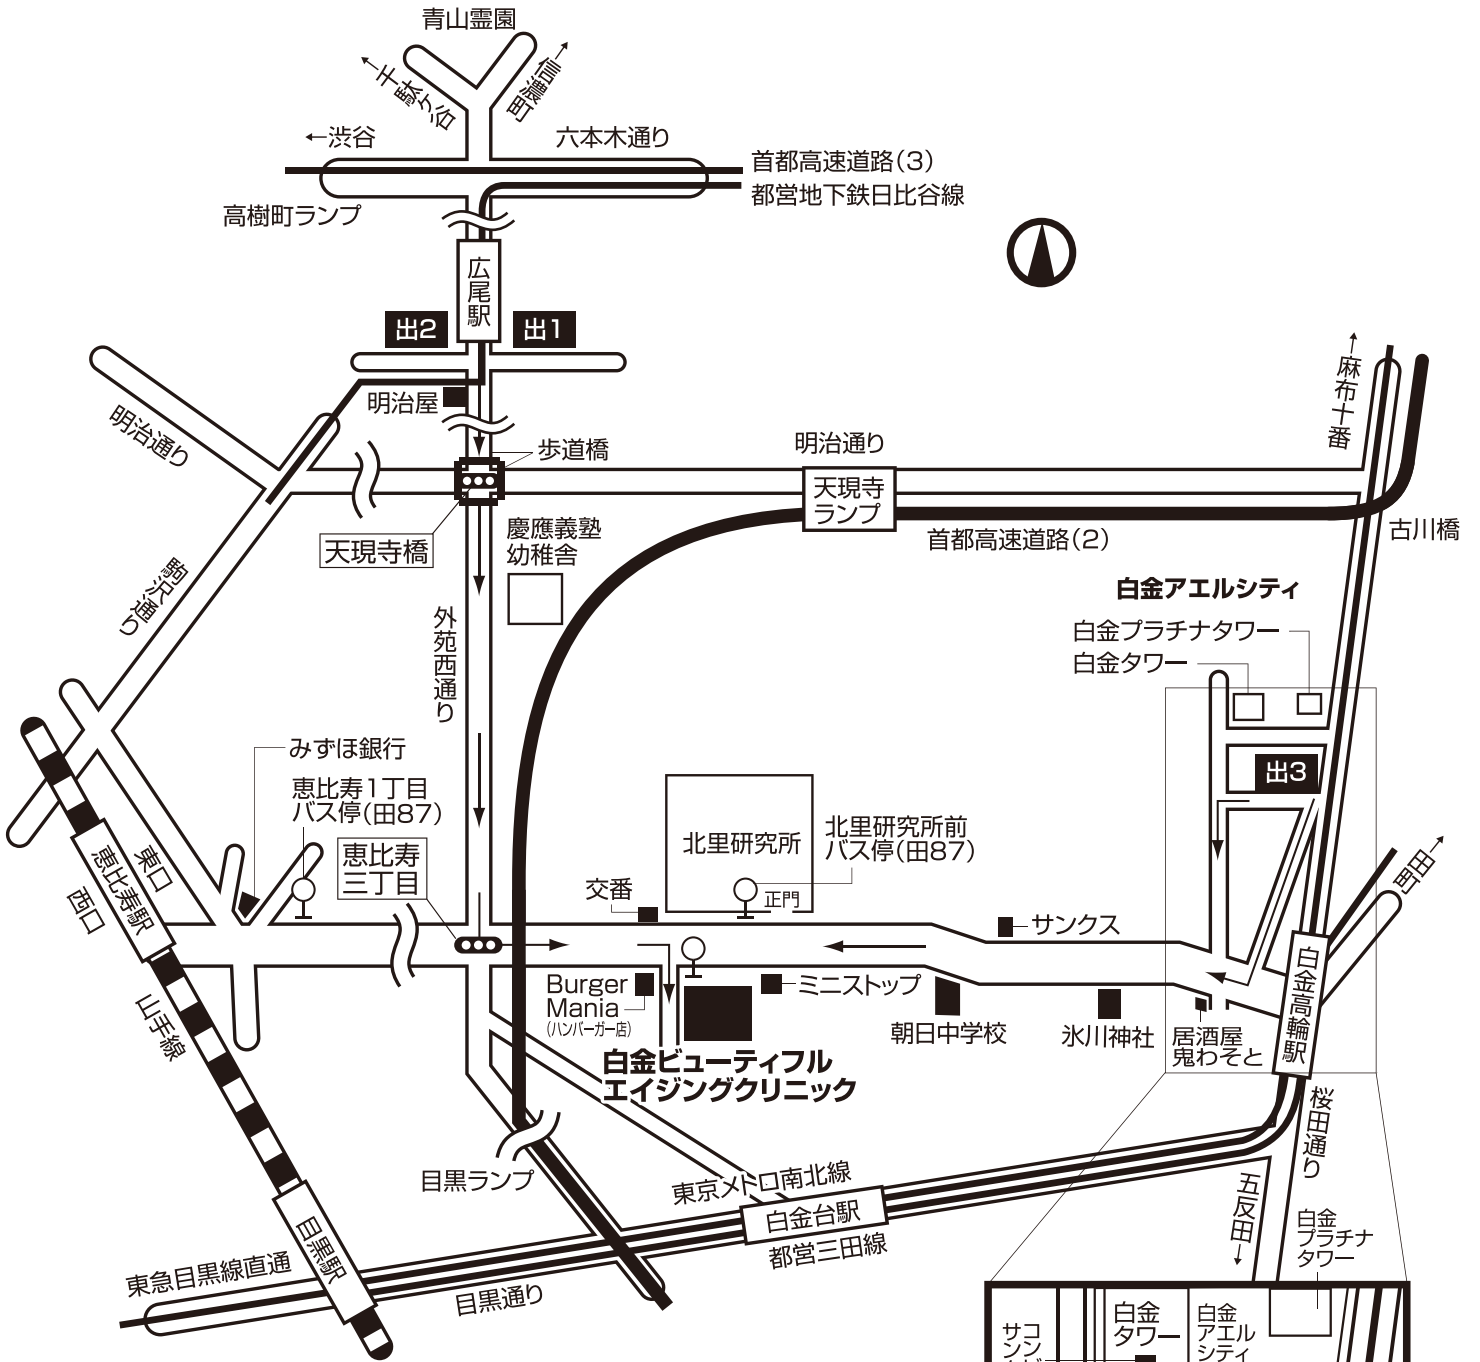 青山霊園
←千駄ケ谷
信濃町→
←渋谷
六本木通り
首都高速道路(3)
都営地下鉄日比谷線
高樹町ランプ
広尾駅
出2
出1
明治屋
明治通り
歩道橋
明治通り
天現寺
ランプ
首都高速道路(2)
麻布十番
古川橋
天現寺橋
慶應義塾
幼稚舎
駒沢通り
外苑西通り
白金アエルシティ
白金プラチナタワー
白金タワー
出3
みずほ銀行
恵比寿1丁目
バス停(田87)
恵比寿
三丁目
北里研究所
北里研究所前
バス停(田87)
正門
交番
サンクス
田町→
東口
恵比寿駅
西口
Burger
Mania
(ハンバーガー店)
ミニストップ
朝日中学校
氷川神社
居酒屋
鬼わそと
白金高輪駅
山手線
白金ビューティフル
エイジングクリニック
桜田通り
目黒ランプ
東京メトロ南北線
白金台駅
都営三田線
五反田→
目黒駅
東急目黒線直通
目黒通り
白金
プラチナ
タワー
白金
タワー
白金
アエル
シティ
サン
コン